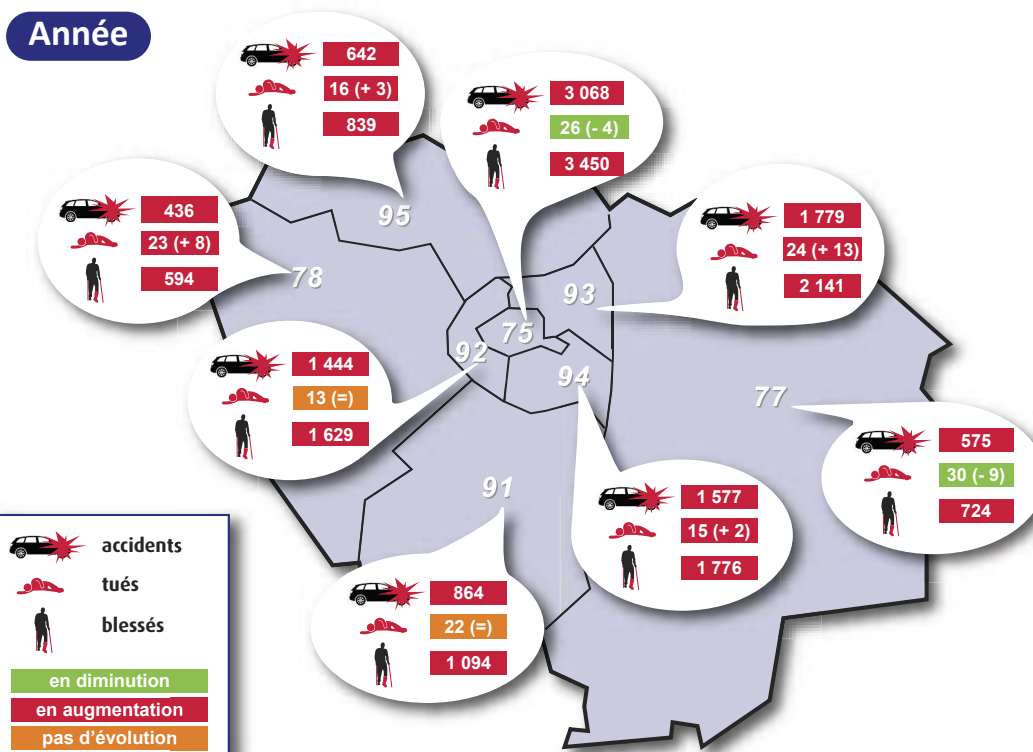 Année
642
16 (+ 3)
839
3 068
26 (- 4)
3 450
95
436
23 (+ 8)
594
78
1 779
24 (+ 13)
2 141
93
75
92
1 444
13 (=)
1 629
94
77
575
30 (- 9)
724
91
1 577
15 (+ 2)
1 776
864
22 (=)
1 094
accidents
tués
blessés
en diminution
en augmentation
pas d'évolution